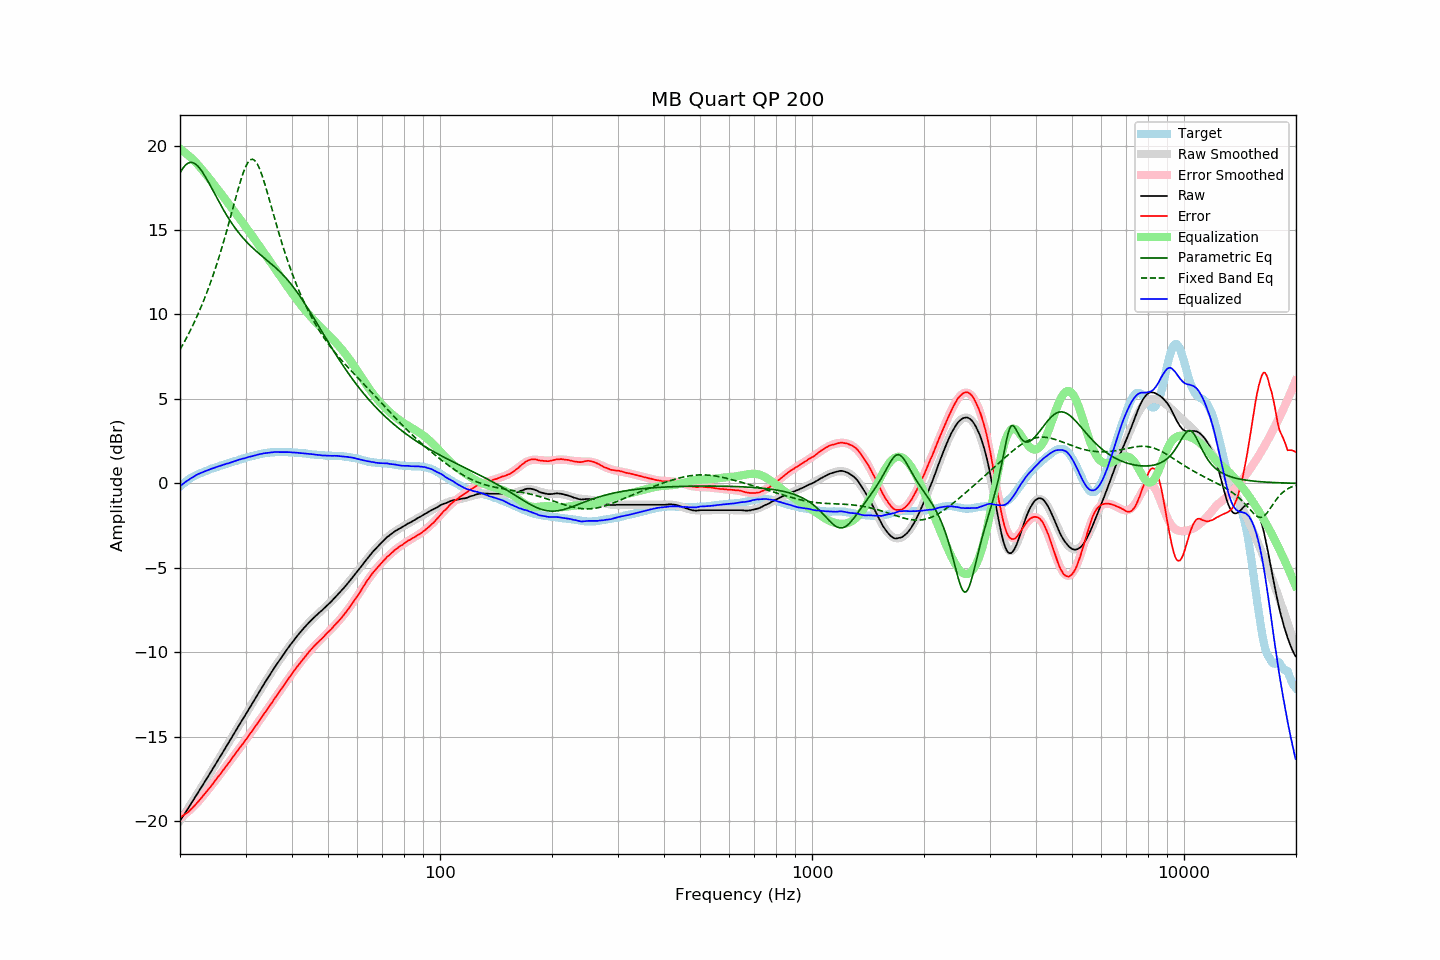 MB Quart QP 200
Amplitude (dBr)
20
15
10
5
0
−5
−10
−15
−20
100
1000
10000
Frequency (Hz)
Target
Raw Smoothed
Error Smoothed
Raw
Error
Equalization
Parametric Eq
Fixed Band Eq
Equalized